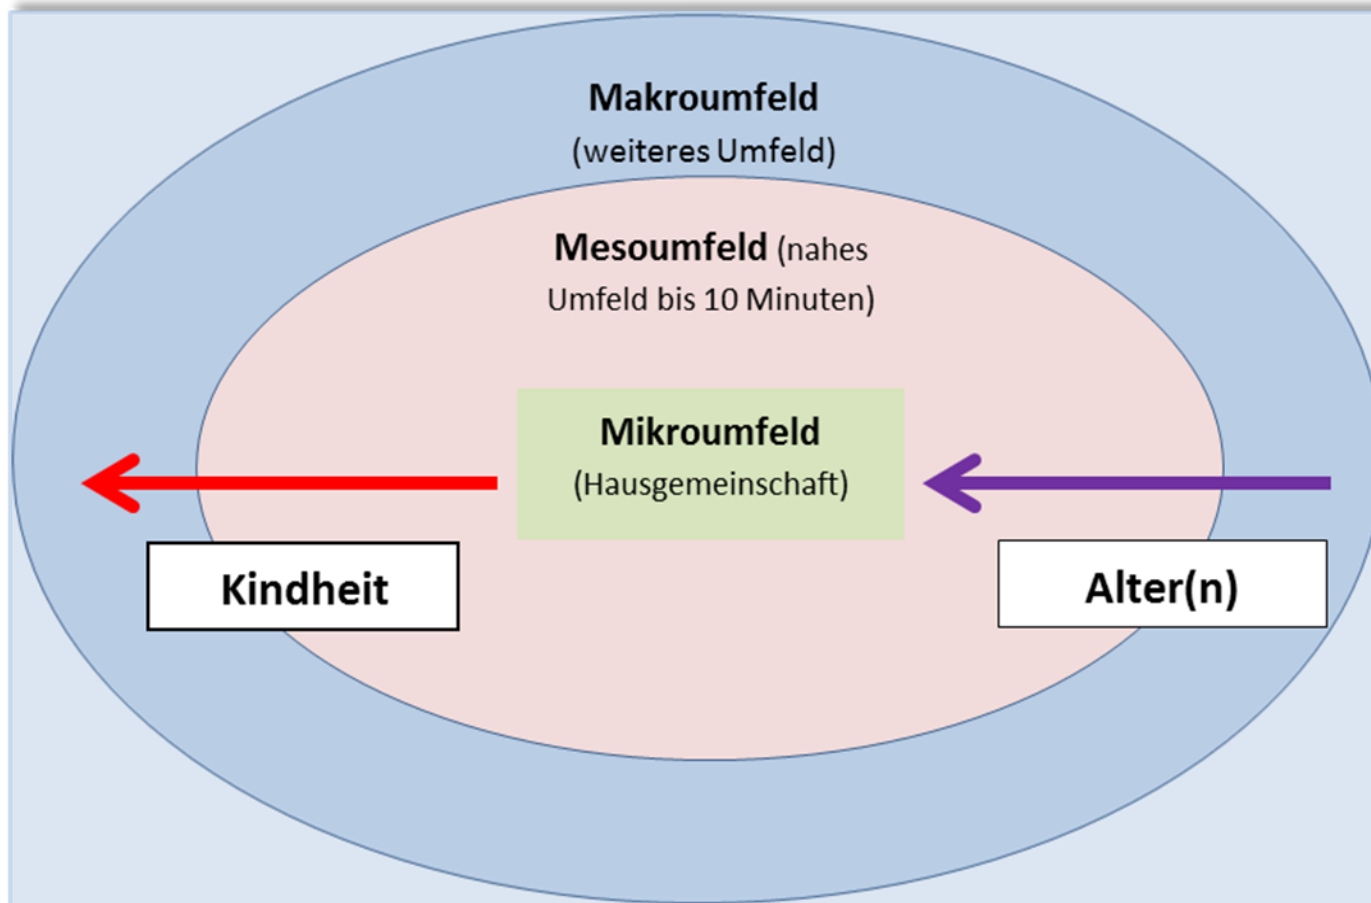 Makroumfeld
(weiteres Umfeld)
Mesoumfeld (nahes
Umfeld bis 10 Minuten)
Mikroumfeld
(Hausgemeinschaft)
Kindheit
Alter(n)